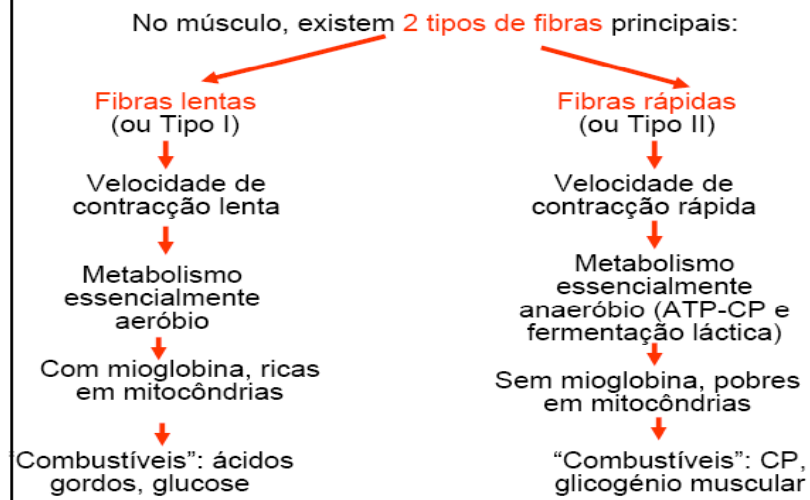 No músculo, existem 2 tipos de fibras principais:
Fibras lentas
(ou Tipo I)
Velocidade de
contracção lenta
Metabolismo
essencialmente
aeróbio
Com mioglobina, ricas
em mitocôndrias
“Combustíveis”: ácidos
gordos, glucose
Fibras rápidas
(ou Tipo II)
Velocidade de
contracção rápida
Metabolismo
essencialmente
anaeróbio (ATP-CP e
fermentação láctica)
Sem mioglobina, pobres
em mitocôndrias
“Combustíveis”: CP,
glicogénio muscular